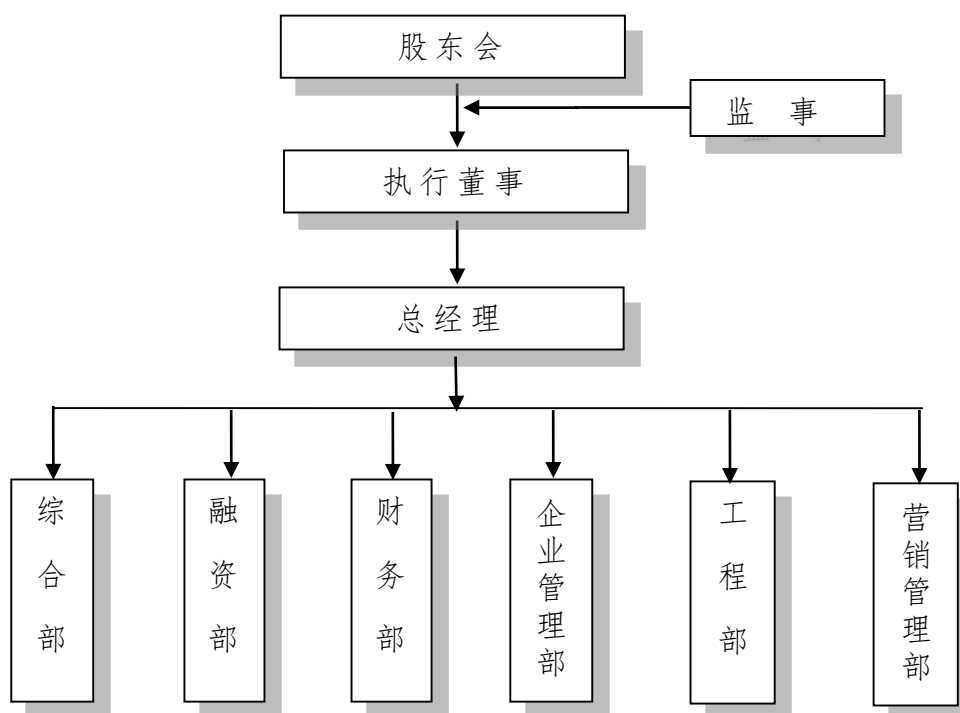 股东会
监 事
执行董事
总经理
综合部
融资部
财务部
企业管理部
工程部
营销管理部